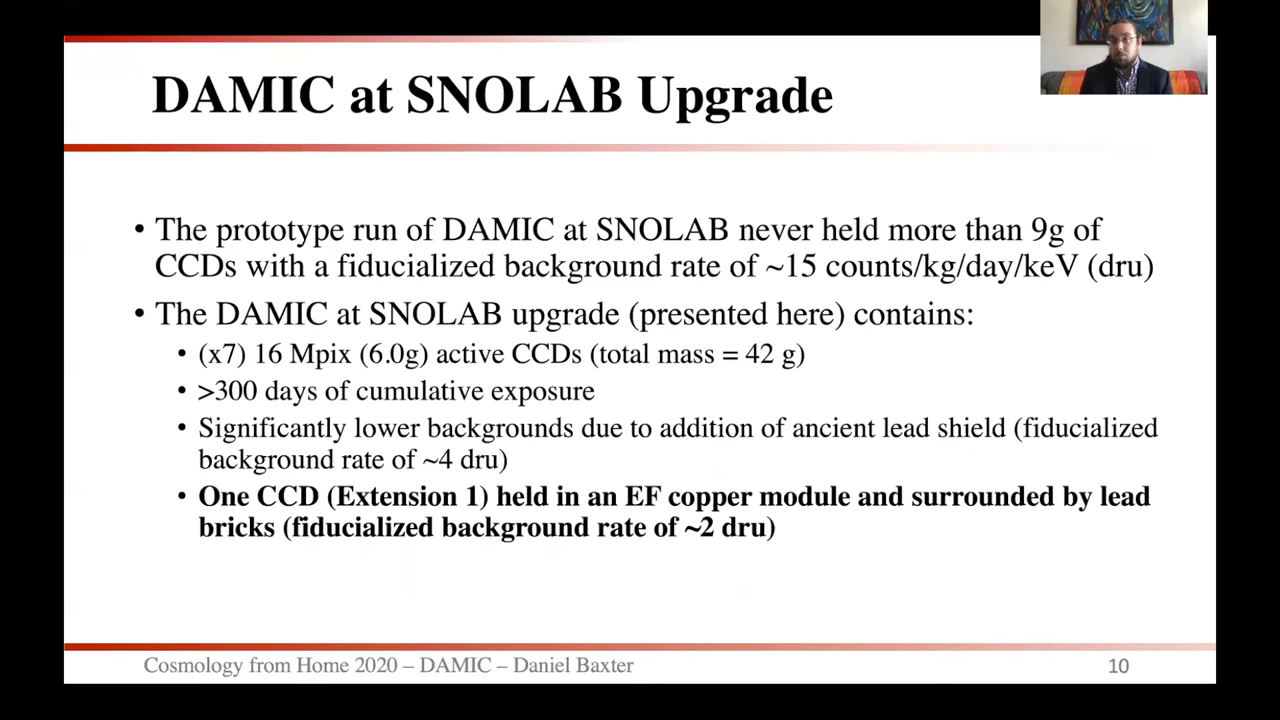 DAMIC at SNOLAB Upgrade
• The prototype run of DAMIC at SNOLAB never held more than 9g of
CCDs with a fiducialized background rate of ~15 counts/kg/day/keV (dru)
• The DAMIC at SNOLAB upgrade (presented here) contains:
• (x7) 16 Mpix (6.0g) active CCDs (total mass = 42 g)
• >300 days of cumulative exposure
• Significantly lower backgrounds due to addition of ancient lead shield (fiducialized
background rate of ~4 dru)
• One CCD (Extension 1) held in an EF copper module and surrounded by lead
bricks (fiducialized background rate of ~2 dru)
Cosmology from Home 2020 – DAMIC – Daniel Baxter
10